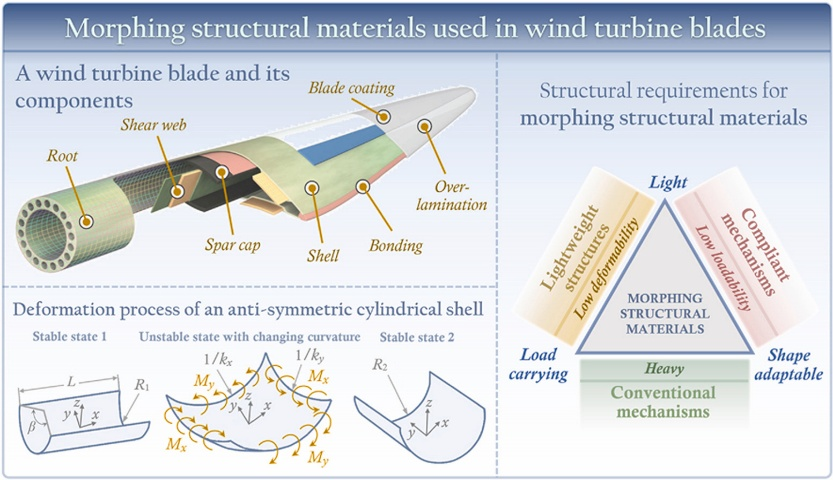 Morphing structural materials used in wind turbine blades
A wind turbine blade and its
components
Blade coating
Shear web
Root
Over-
lamination
Spar cap
Shell
Bonding
Deformation process of an anti-symmetric cylindrical shell
Stable state 1
Unstable state with changing curvature
Stable state 2
L
R₁
β
z
y
x
1/kₓ
1/kᵧ
Mᵧ
Mₓ
z
y
x
Mₓ
Mᵧ
R₂
z
y
x
Structural requirements for
morphing structural materials
Light
Lightweight
structures
Low deformability
Compliant
mechanisms
Low loadability
MORPHING
STRUCTURAL
MATERIALS
Load
carrying
Shape
adaptable
Heavy
Conventional
mechanisms